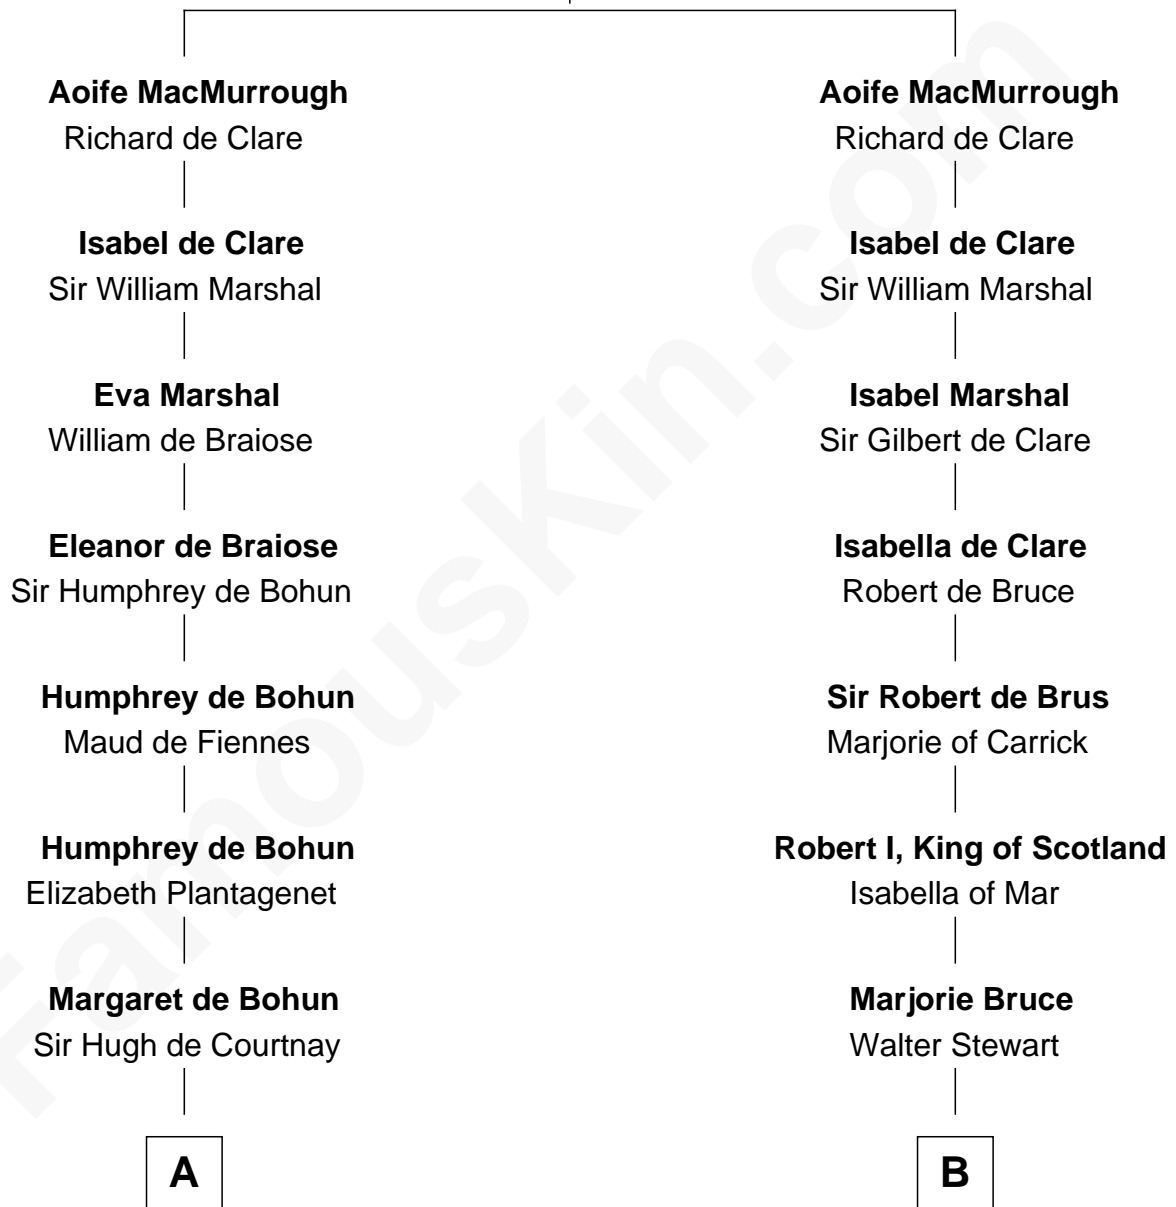 Aoife MacMurrough
Richard de Clare
Isabel de Clare
Sir William Marshal
Eva Marshal
William de Braiose
Eleanor de Braiose
Sir Humphrey de Bohun
Humphrey de Bohun
Maud de Fiennes
Humphrey de Bohun
Elizabeth Plantagenet
Margaret de Bohun
Sir Hugh de Courtnay
A
Aoife MacMurrough
Richard de Clare
Isabel de Clare
Sir William Marshal
Isabel Marshal
Sir Gilbert de Clare
Isabella de Clare
Robert de Bruce
Sir Robert de Brus
Marjorie of Carrick
Robert I, King of Scotland
Isabella of Mar
Marjorie Bruce
Walter Stewart
B
FamousKin.com